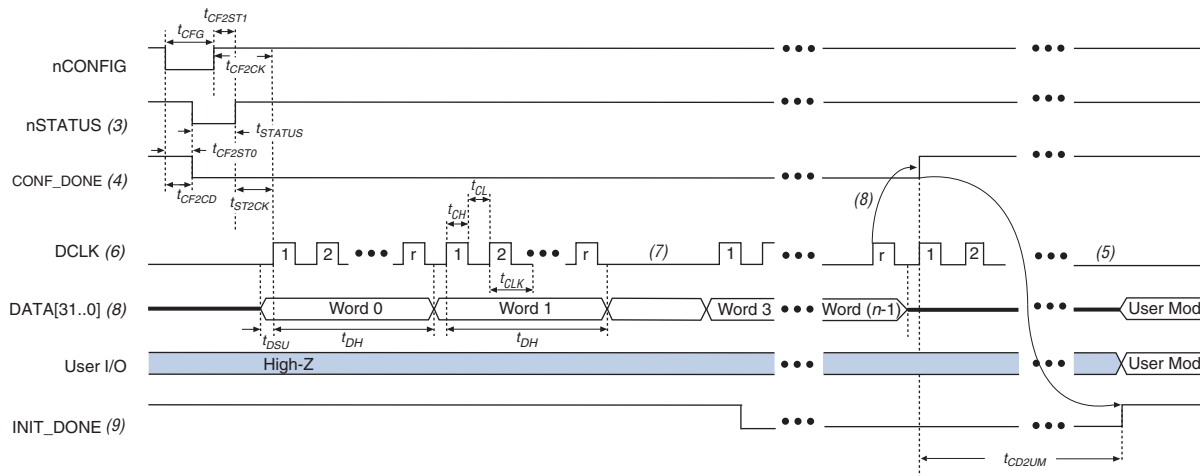 tCF2ST1
tCFG
nCONFIG
tCF2CK
nSTATUS (3)
tSTATUS
tCF2ST0
CONF_DONE (4)
tCF2CD
tST2CK
tCL
tCH
(8)
DCLK (6)
1 2 r 1 2 r (7) 1 r 1 2 (5)
tCLK
DATA[31..0] (8)
Word 0 Word 1 Word 3 Word (n-1) User Mod
tDSU tDH tDH
User I/O High-Z User Mod
INIT_DONE (9)
tCD2UM